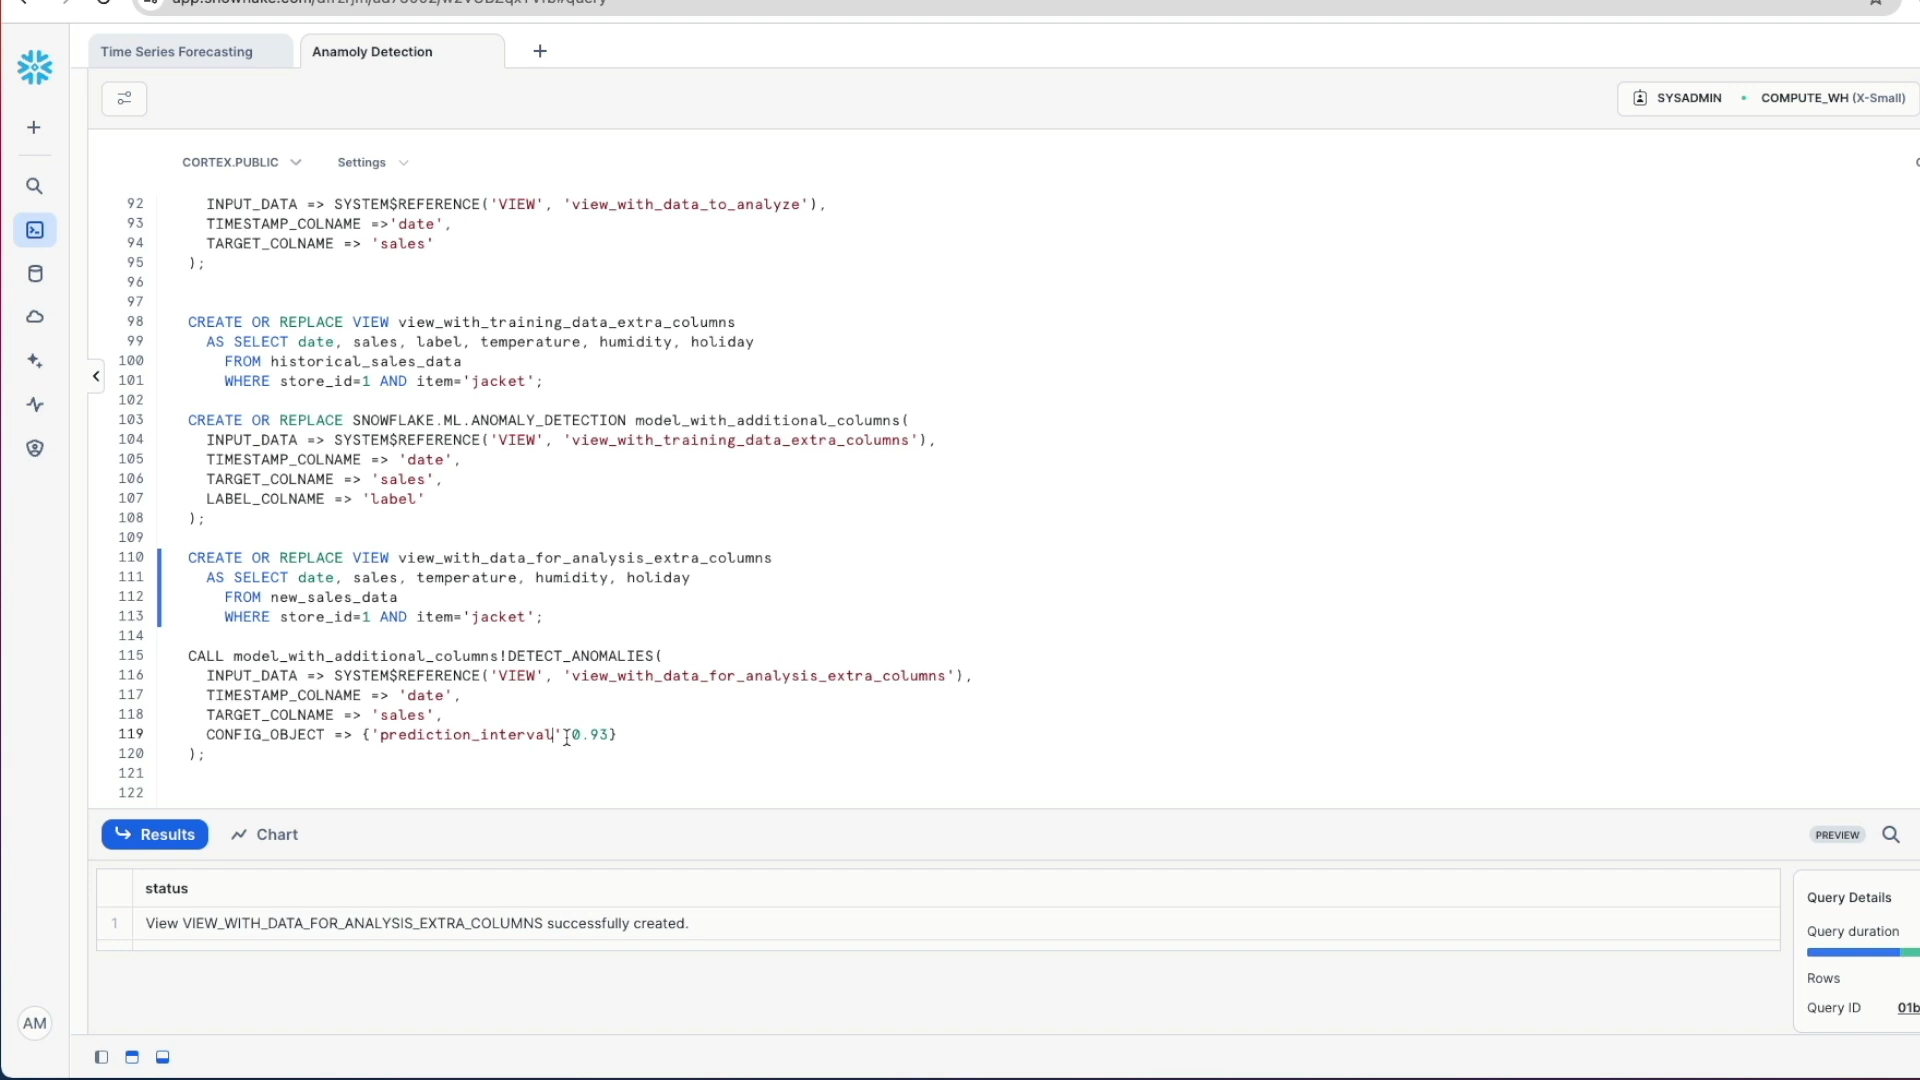 Time Series Forecasting
Anamoly Detection
SYSADMIN
COMPUTE_WH (X-Small)
CORTEX.PUBLIC
Settings
92 INPUT_DATA => SYSTEM$REFERENCE('VIEW', 'view_with_data_to_analyze'),
93 TIMESTAMP_COLNAME =>'date',
94 TARGET_COLNAME => 'sales'
95 );
96
97
98 CREATE OR REPLACE VIEW view_with_training_data_extra_columns
99 AS SELECT date, sales, label, temperature, humidity, holiday
100 FROM historical_sales_data
101 WHERE store_id=1 AND item='jacket';
102
103 CREATE OR REPLACE SNOWFLAKE.ML.ANOMALY_DETECTION model_with_additional_columns(
104 INPUT_DATA => SYSTEM$REFERENCE('VIEW', 'view_with_training_data_extra_columns'),
105 TIMESTAMP_COLNAME => 'date',
106 TARGET_COLNAME => 'sales',
107 LABEL_COLNAME => 'label'
108 );
109
110 CREATE OR REPLACE VIEW view_with_data_for_analysis_extra_columns
111 AS SELECT date, sales, temperature, humidity, holiday
112 FROM new_sales_data
113 WHERE store_id=1 AND item='jacket';
114
115 CALL model_with_additional_columns!DETECT_ANOMALIES(
116 INPUT_DATA => SYSTEM$REFERENCE('VIEW', 'view_with_data_for_analysis_extra_columns'),
117 TIMESTAMP_COLNAME => 'date',
118 TARGET_COLNAME => 'sales',
119 CONFIG_OBJECT => {'prediction_interval' 0.93}
120 );
121
122
Results
Chart
PREVIEW
status
1 View VIEW_WITH_DATA_FOR_ANALYSIS_EXTRA_COLUMNS successfully created.
Query Details
Query duration
Rows
Query ID 01b
AM